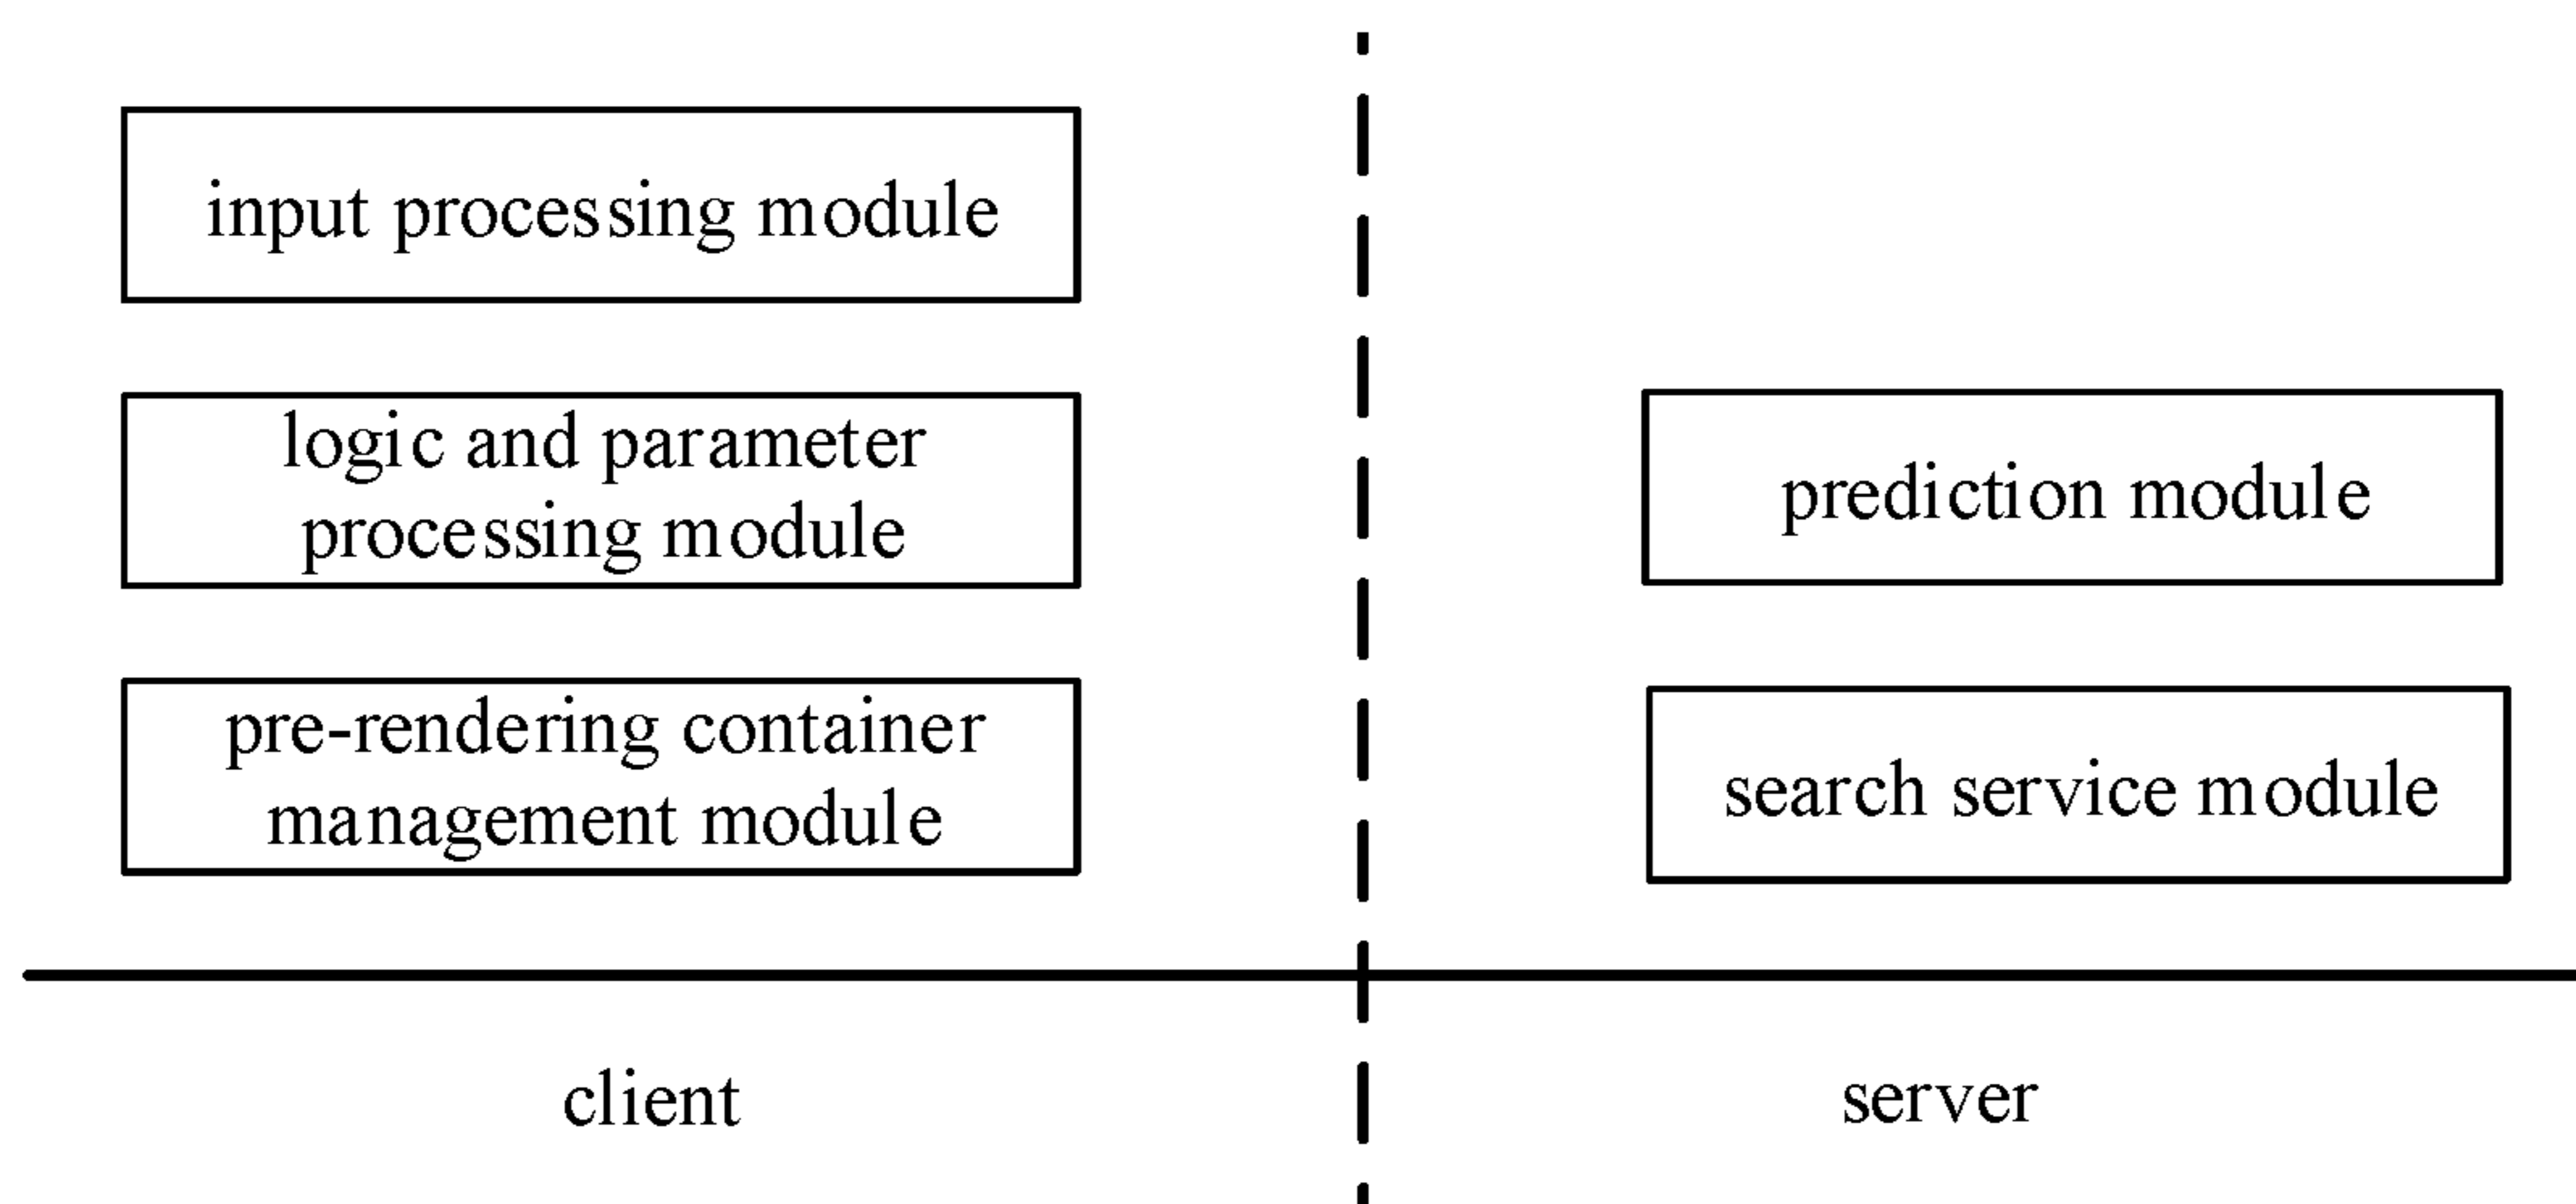 input processing module
logic and parameter
processing module
pre-rendering container
management module
prediction module
search service module
client
server